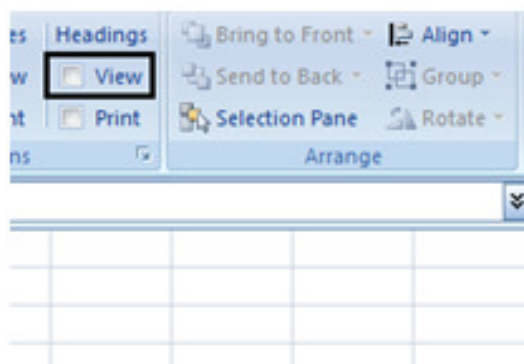 Headings Bring to Front Align
View Send to Back Group
Print Selection Pane Rotate
Arrange